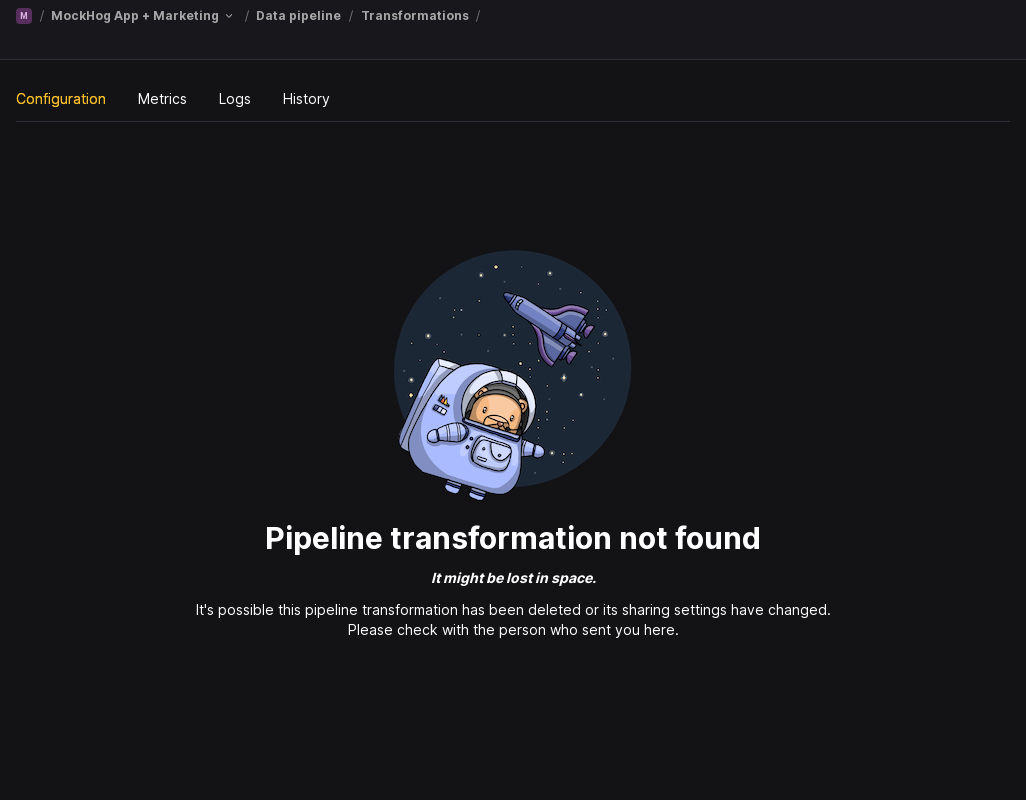 M / MockHog App + Marketing / Data pipeline / Transformations /
Configuration Metrics Logs History
Pipeline transformation not found
It might be lost in space.
It's possible this pipeline transformation has been deleted or its sharing settings have changed.
Please check with the person who sent you here.